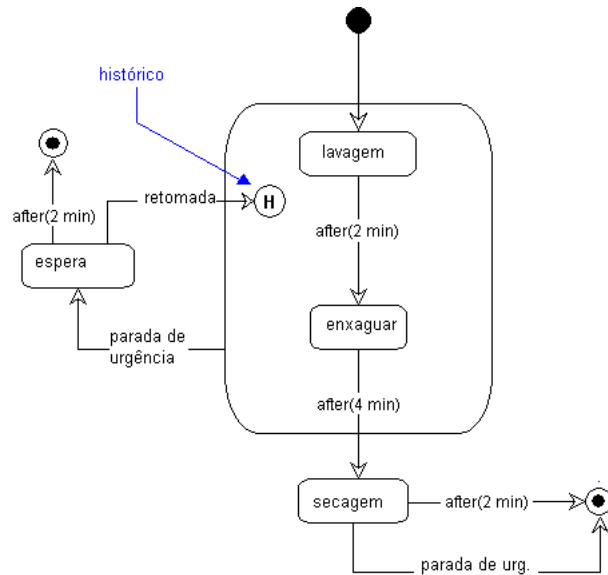 histórico
lavagem
retomada
H
after(2 min)
after(2 min)
espera
enxaguar
parada de
urgência
after(4 min)
secagem
after(2 min)
parada de urg.